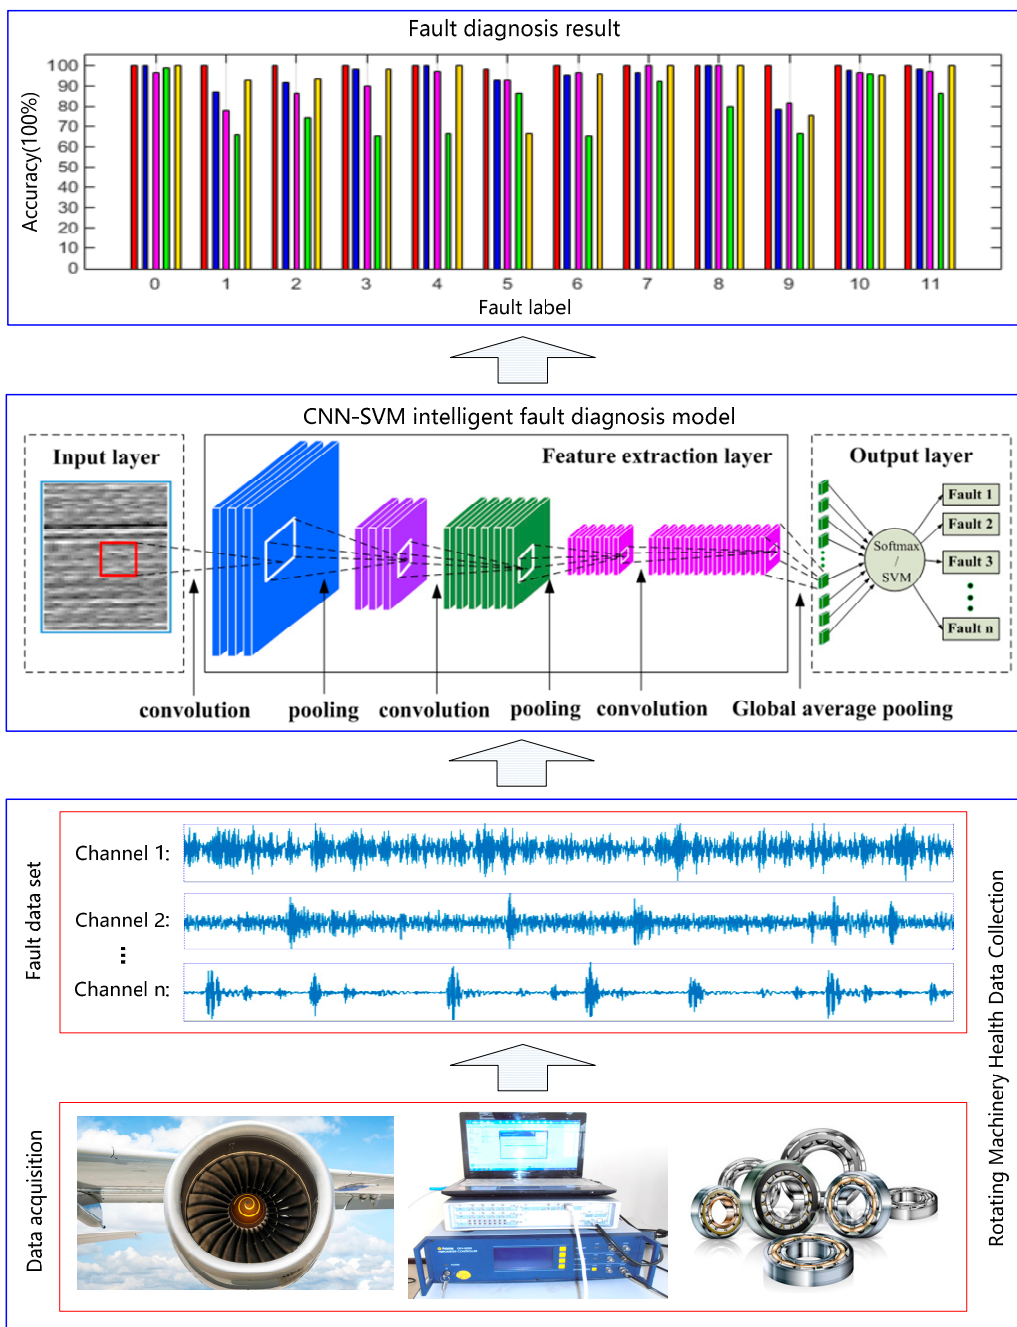 Fault diagnosis result
Accuracy(100%)
100
90
80
70
60
50
40
30
20
10
0
0 1 2 3 4 5 6 7 8 9 10 11
Fault label
CNN-SVM intelligent fault diagnosis model
Input layer
Feature extraction layer
Output layer
Softmax
/
SVM
Fault 1
Fault 2
Fault 3
Fault n
convolution pooling convolution pooling convolution Global average pooling
Fault data set
Channel 1:
Channel 2:
...
Channel n:
Rotating Machinery Health Data Collection
Data acquisition